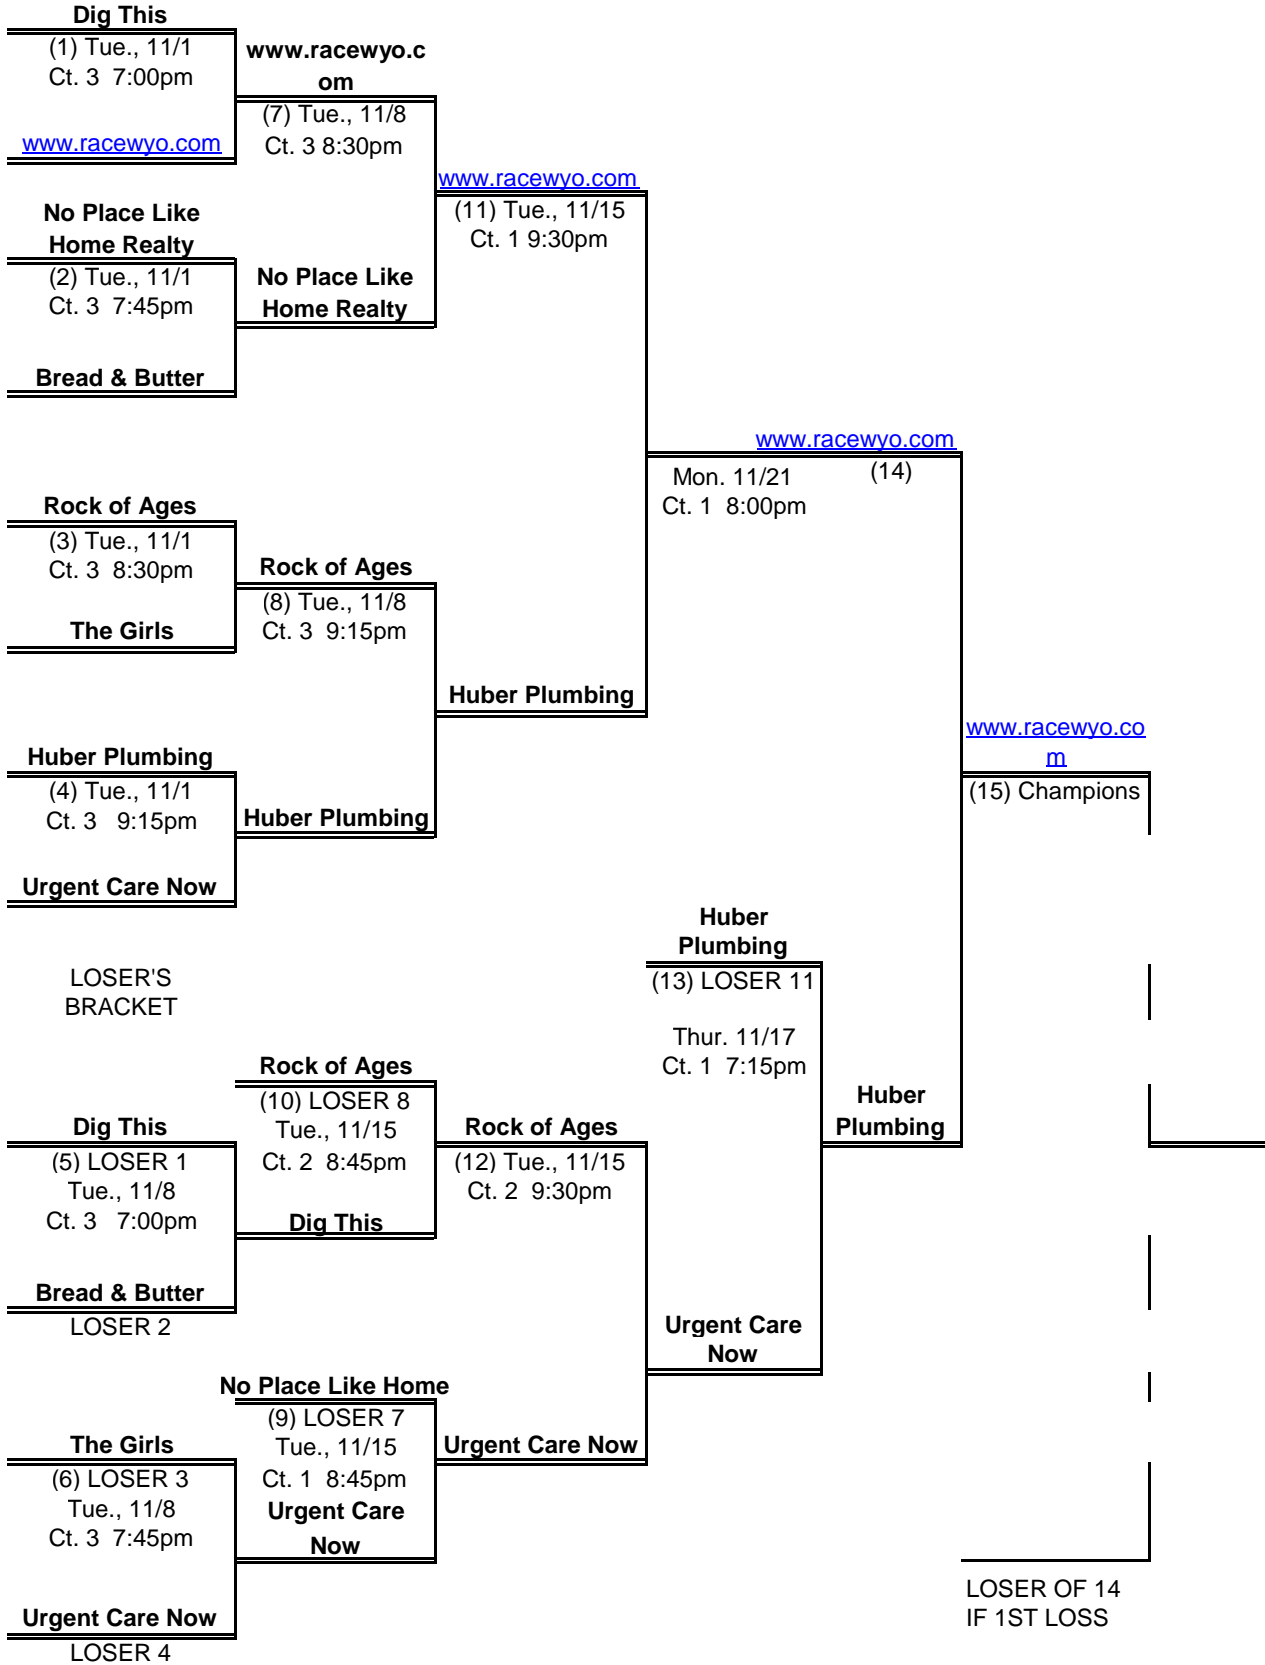 Dig This
(1) Tue., 11/1
Ct. 3  7:00pm
www.racewyo.com
www.racewyo.c
om
(7) Tue., 11/8
Ct. 3 8:30pm
www.racewyo.com
(11) Tue., 11/15
Ct. 1 9:30pm
No Place Like
Home Realty
(2) Tue., 11/1
Ct. 3  7:45pm
No Place Like
Home Realty
Bread & Butter
www.racewyo.com
Mon. 11/21
(14)
Ct. 1  8:00pm
Rock of Ages
(3) Tue., 11/1
Ct. 3  8:30pm
Rock of Ages
(8) Tue., 11/8
Ct. 3  9:15pm
The Girls
Huber Plumbing
www.racewyo.co
m
(15) Champions
Huber Plumbing
(4) Tue., 11/1
Ct. 3   9:15pm
Huber Plumbing
Urgent Care Now
Huber
Plumbing
(13) LOSER 11
Thur. 11/17
Ct. 1  7:15pm
Huber
Plumbing
LOSER'S
BRACKET
Rock of Ages
(10) LOSER 8
Tue., 11/15
Ct. 2  8:45pm
Dig This
Rock of Ages
(12) Tue., 11/15
Ct. 2  9:30pm
Dig This
(5) LOSER 1
Tue., 11/8
Ct. 3   7:00pm
Bread & Butter
LOSER 2
Urgent Care
Now
No Place Like Home
(9) LOSER 7
Tue., 11/15
Ct. 1  8:45pm
Urgent Care
Now
Urgent Care Now
The Girls
(6) LOSER 3
Tue., 11/8
Ct. 3  7:45pm
Urgent Care Now
LOSER 4
LOSER OF 14
IF 1ST LOSS